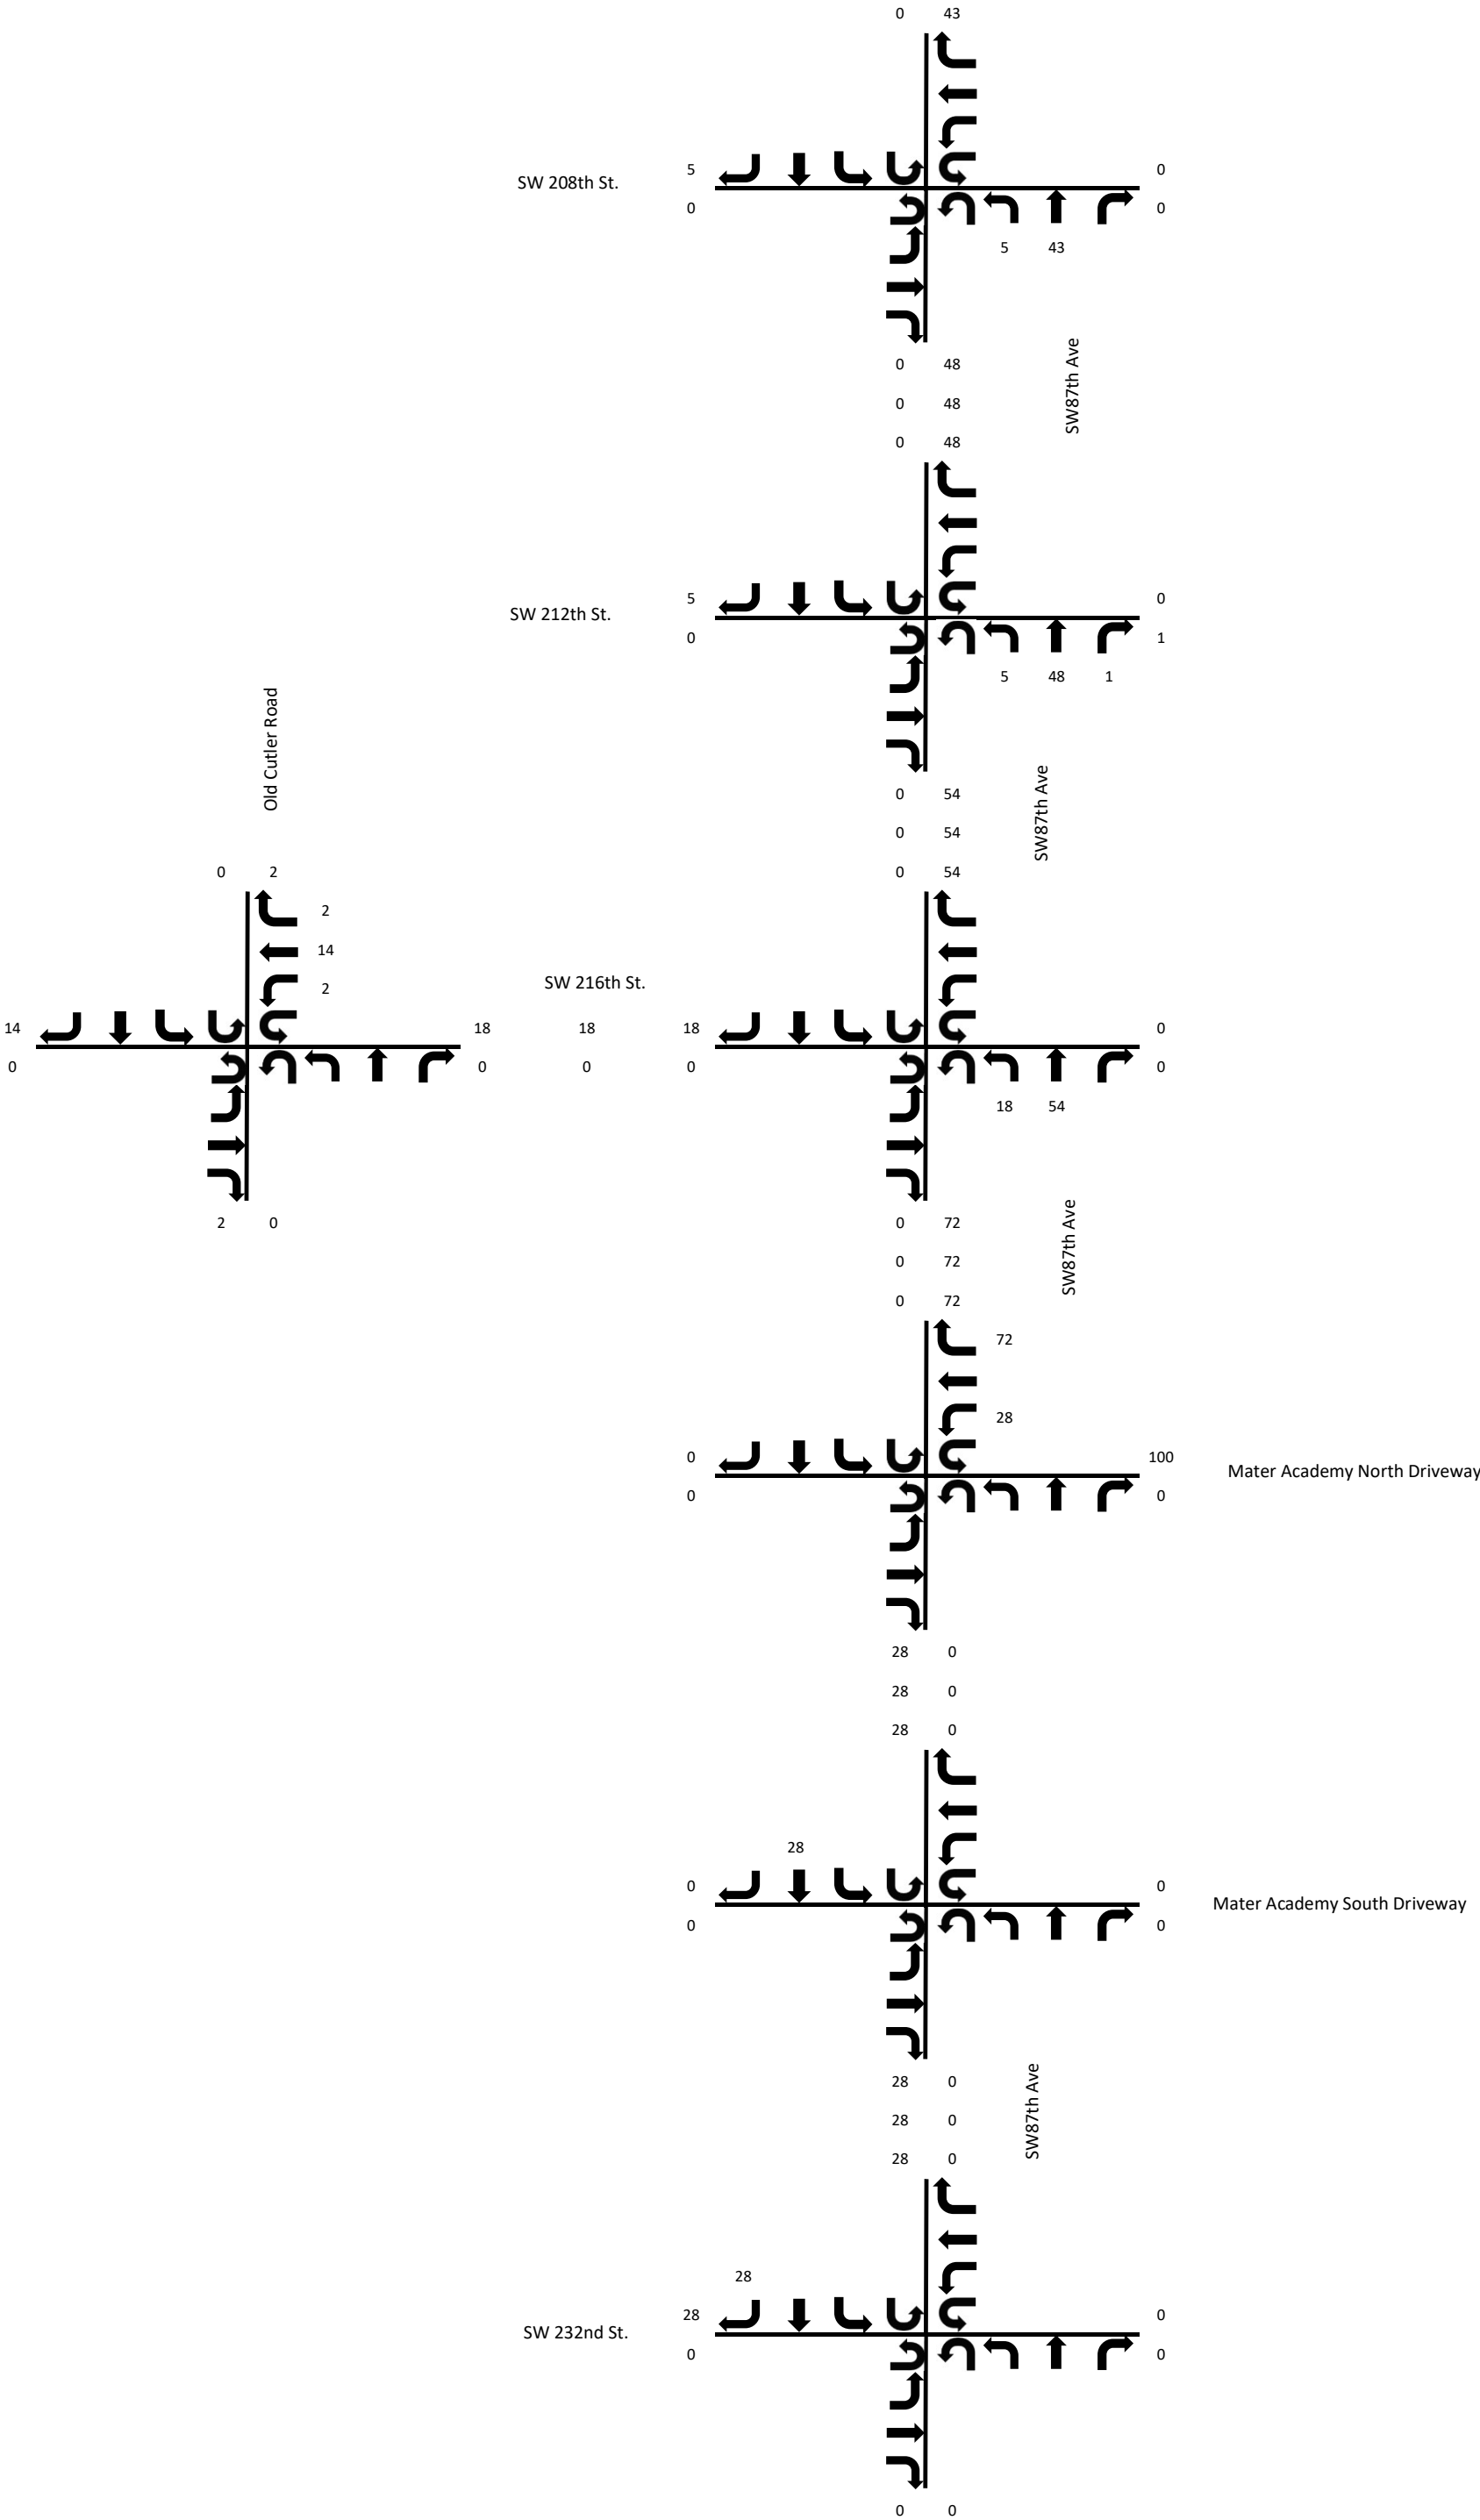 0 43
5 0
SW 208th St.
0 0
5 43
SW87th Ave
0 48
0 48
0 48
5 0
SW 212th St.
0 1
5 48 1
Old Cutler Road
SW87th Ave
0 54
0 54
0 2 0 54
2
14
SW 216th St.
2
14 18 18 18 0
0 0 0 0 0
18 54
SW87th Ave
2 0 0 72
0 72
0 72
72
28
0 100
Mater Academy North Driveway
0 0
28 0
28 0
28 0
28
0 0
Mater Academy South Driveway
0 0
SW87th Ave
28 0
28 0
28 0
28
28 0
SW 232nd St.
0 0
0 0